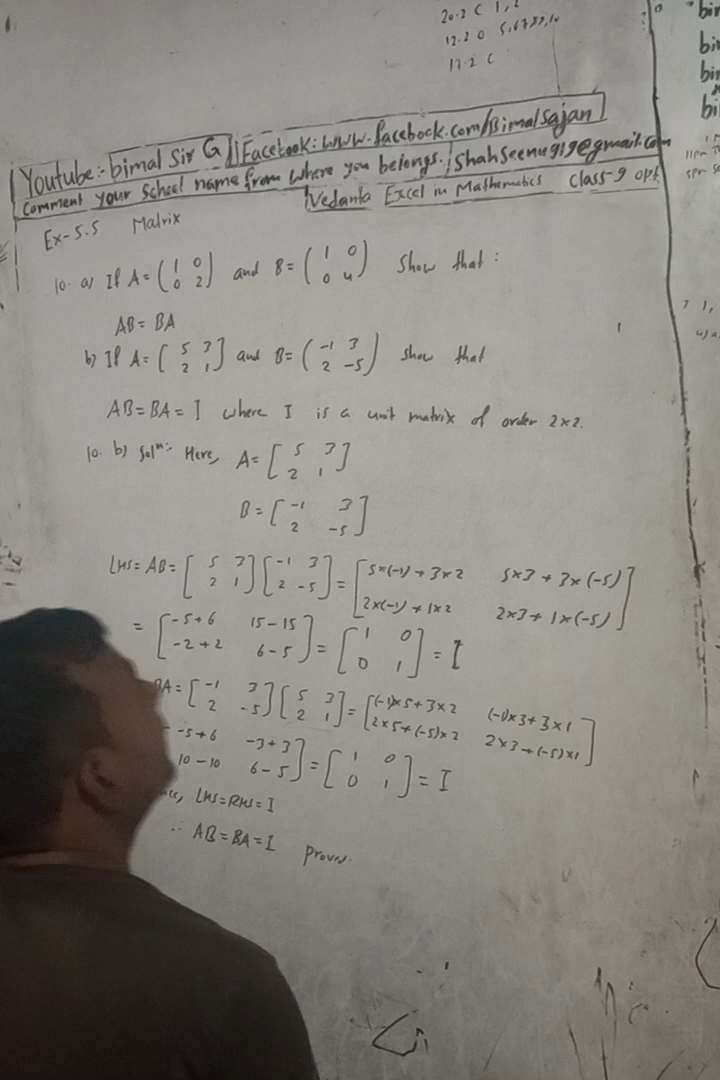 20.2 C 1, 2
17.2 C
Youtube:- bimal Sir G || Facebook: www.facebook.com/Bimalsajan
Comment your School name from where you belongs. | Shahseenu919@gmail.com
Vedanta Excel in Mathematics Class-9 opt
Ex-5.5 Matrix
10. a) If A = ( 1 0 and B = ( 1 0 Show that :
0 2 ) 0 4 )
AB = BA
b) If A = [ 5 3 and B = ( -1 3 show that
2 1 ] 2 -5 )
AB = BA = I where I is a unit matrix of order 2×2.
10. b) Solⁿ:- Here, A = [ 5 3
2 1 ]
B = [ -1 3
2 -5 ]
LHS = AB = [ 5 3 [ -1 3 = [ 5×(-1) + 3×2 5×3 + 3×(-5)
2 1 ] 2 -5 ] 2×(-1) + 1×2 2×3 + 1×(-5) ]
= [ -5+6 15-15 = [ 1 0 = I
-2+2 6-5 ] 0 1 ]
BA = [ -1 3 [ 5 3 = [ (-1)×5 + 3×2 (-1)×3 + 3×1
2 -5 ] 2 1 ] 2×5 + (-5)×2 2×3 + (-5)×1 ]
-5+6 -3+3 = [ 1 0 = I
10-10 6-5 ] 0 1 ]
LHS = RHS = I
∴ AB = BA = I Proved.